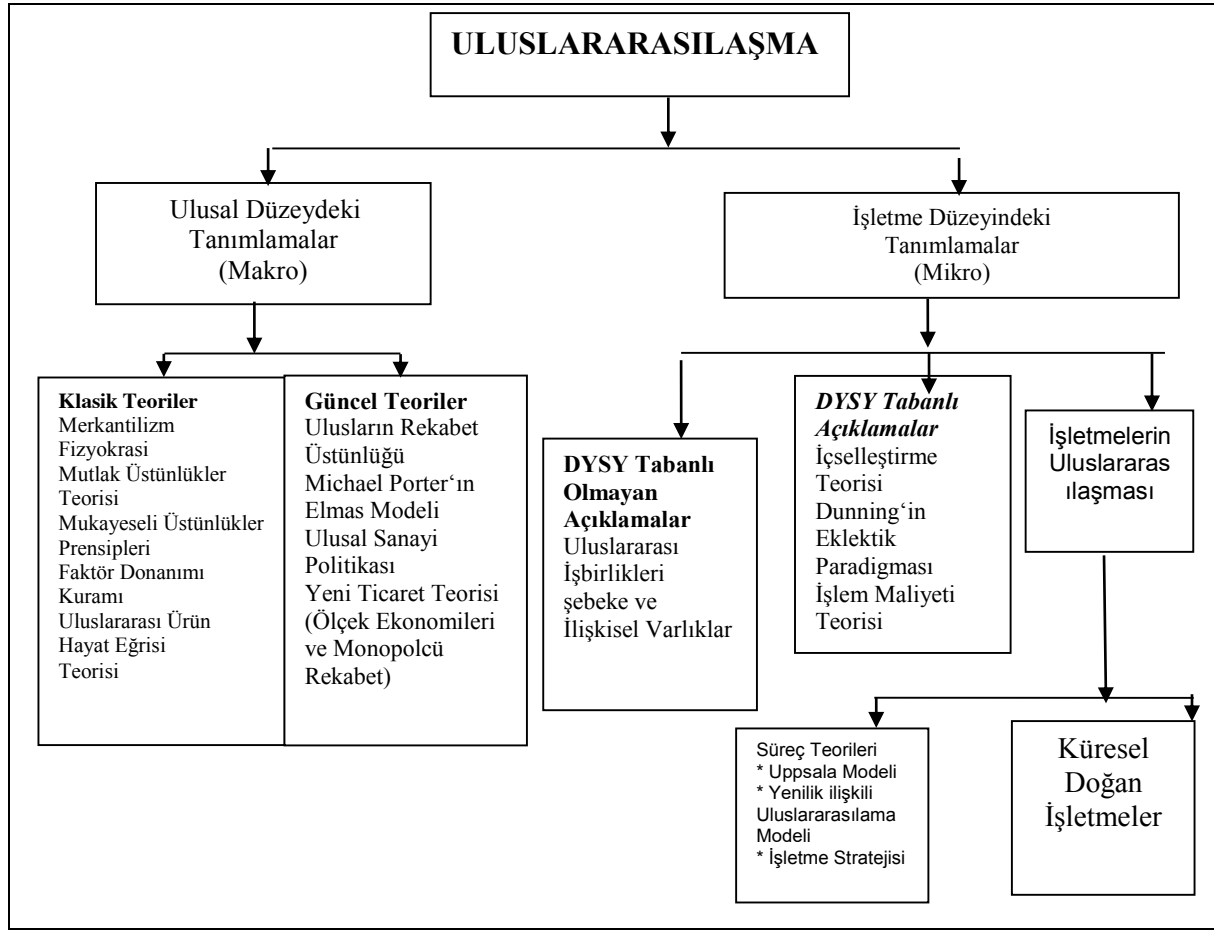 ULUSLARARASILAŞMA
Ulusal Düzeydeki
Tanımlamalar
(Makro)
İşletme Düzeyindeki
Tanımlamalar
(Mikro)
Klasik Teoriler
Merkantilizm
Fizyokrasi
Mutlak Üstünlükler
Teorisi
Mukayeseli Üstünlükler
Prensipleri
Faktör Donanımı
Kuramı
Uluslararası Ürün
Hayat Eğrisi
Teorisi
Güncel Teoriler
Ulusların Rekabet
Üstünlüğü
Michael Porter‘ın
Elmas Modeli
Ulusal Sanayi
Politikası
Yeni Ticaret Teorisi
(Ölçek Ekonomileri
ve Monopolcü
Rekabet)
DYSY Tabanlı
Olmayan
Açıklamalar
Uluslararası
İşbirlikleri
şebeke ve
İlişkisel Varlıklar
DYSY Tabanlı
Açıklamalar
İçselleştirme
Teorisi
Dunning‘in
Eklektik
Paradigması
İşlem Maliyeti
Teorisi
İşletmelerin
Uluslararas
ılaşması
Süreç Teorileri
* Uppsala Modeli
* Yenilik ilişkili
Uluslararasılama
Modeli
* İşletme Stratejisi
Küresel
Doğan
İşletmeler